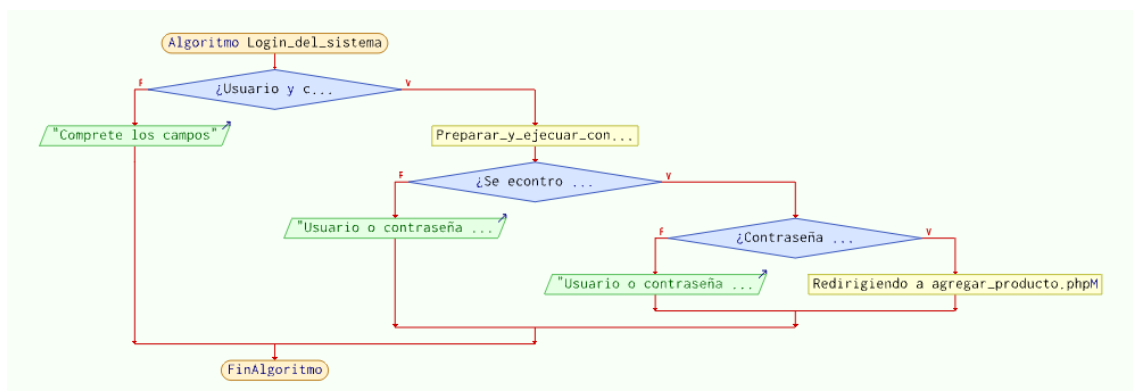 Algoritmo Login_del_sistema
F
V
¿Usuario y c...
"Comprete los campos"
Preparar_y_ejecuar_con...
F
V
¿Se econtro ...
"Usuario o contraseña ...
F
V
¿Contraseña ...
"Usuario o contraseña ...
Redirigiendo a agregar_producto.phpM
FinAlgoritmo